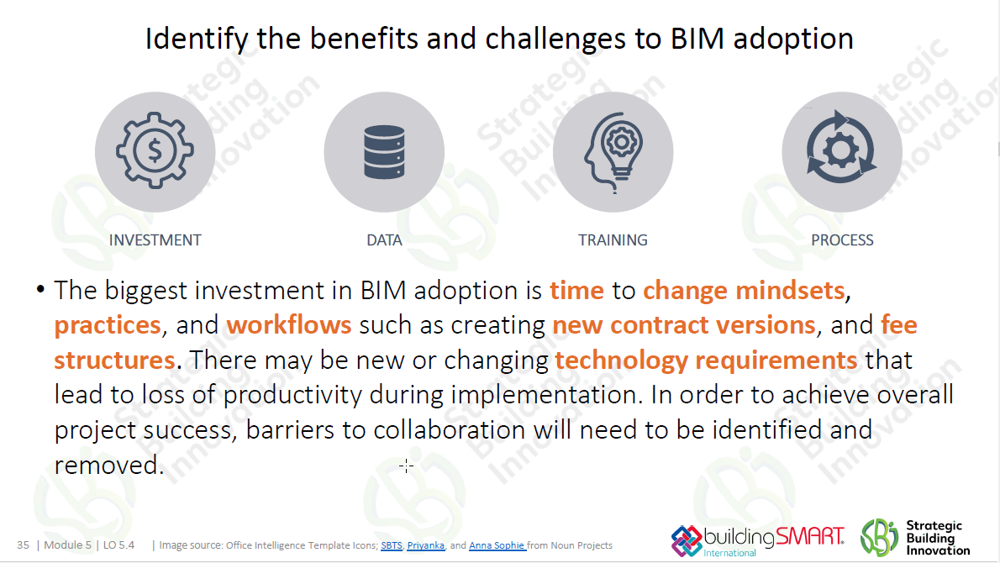 Identify the benefits and challenges to BIM adoption
INVESTMENT
DATA
TRAINING
PROCESS
• The biggest investment in BIM adoption is time to change mindsets,
practices, and workflows such as creating new contract versions, and fee
structures. There may be new or changing technology requirements that
lead to loss of productivity during implementation. In order to achieve overall
project success, barriers to collaboration will need to be identified and
removed.
35 | Module 5 | LO 5.4 | Image source: Office Intelligence Template Icons; SBTS, Priyanka, and Anna Sophie from Noun Projects
buildingSMART®
International
SBi
Strategic
Building
Innovation